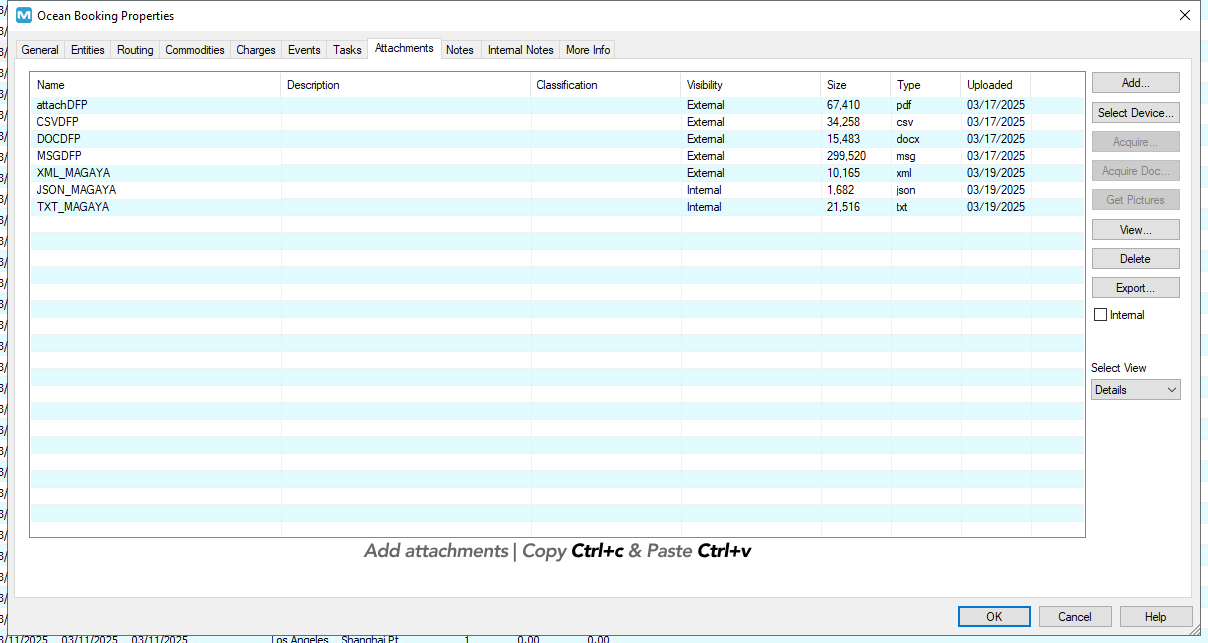 M Ocean Booking Properties
General Entities Routing Commodities Charges Events Tasks Attachments Notes Internal Notes More Info
Name Description Classification Visibility Size Type Uploaded
attachDFP External 67,410 pdf 03/17/2025
CSVDFP External 34,258 csv 03/17/2025
DOCDFP External 15,483 docx 03/17/2025
MSGDFP External 299,520 msg 03/17/2025
XML_MAGAYA External 10,165 xml 03/19/2025
JSON_MAGAYA Internal 1,682 json 03/19/2025
TXT_MAGAYA Internal 21,516 txt 03/19/2025
Add...
Select Device...
Acquire...
Acquire Doc...
Get Pictures
View...
Delete
Export...
Internal
Select View
Details
Add attachments | Copy Ctrl+c & Paste Ctrl+v
OK Cancel Help
3/11/2025 03/11/2025 03/11/2025 Los Angeles Shanghai Pt 1 0.00 0.00